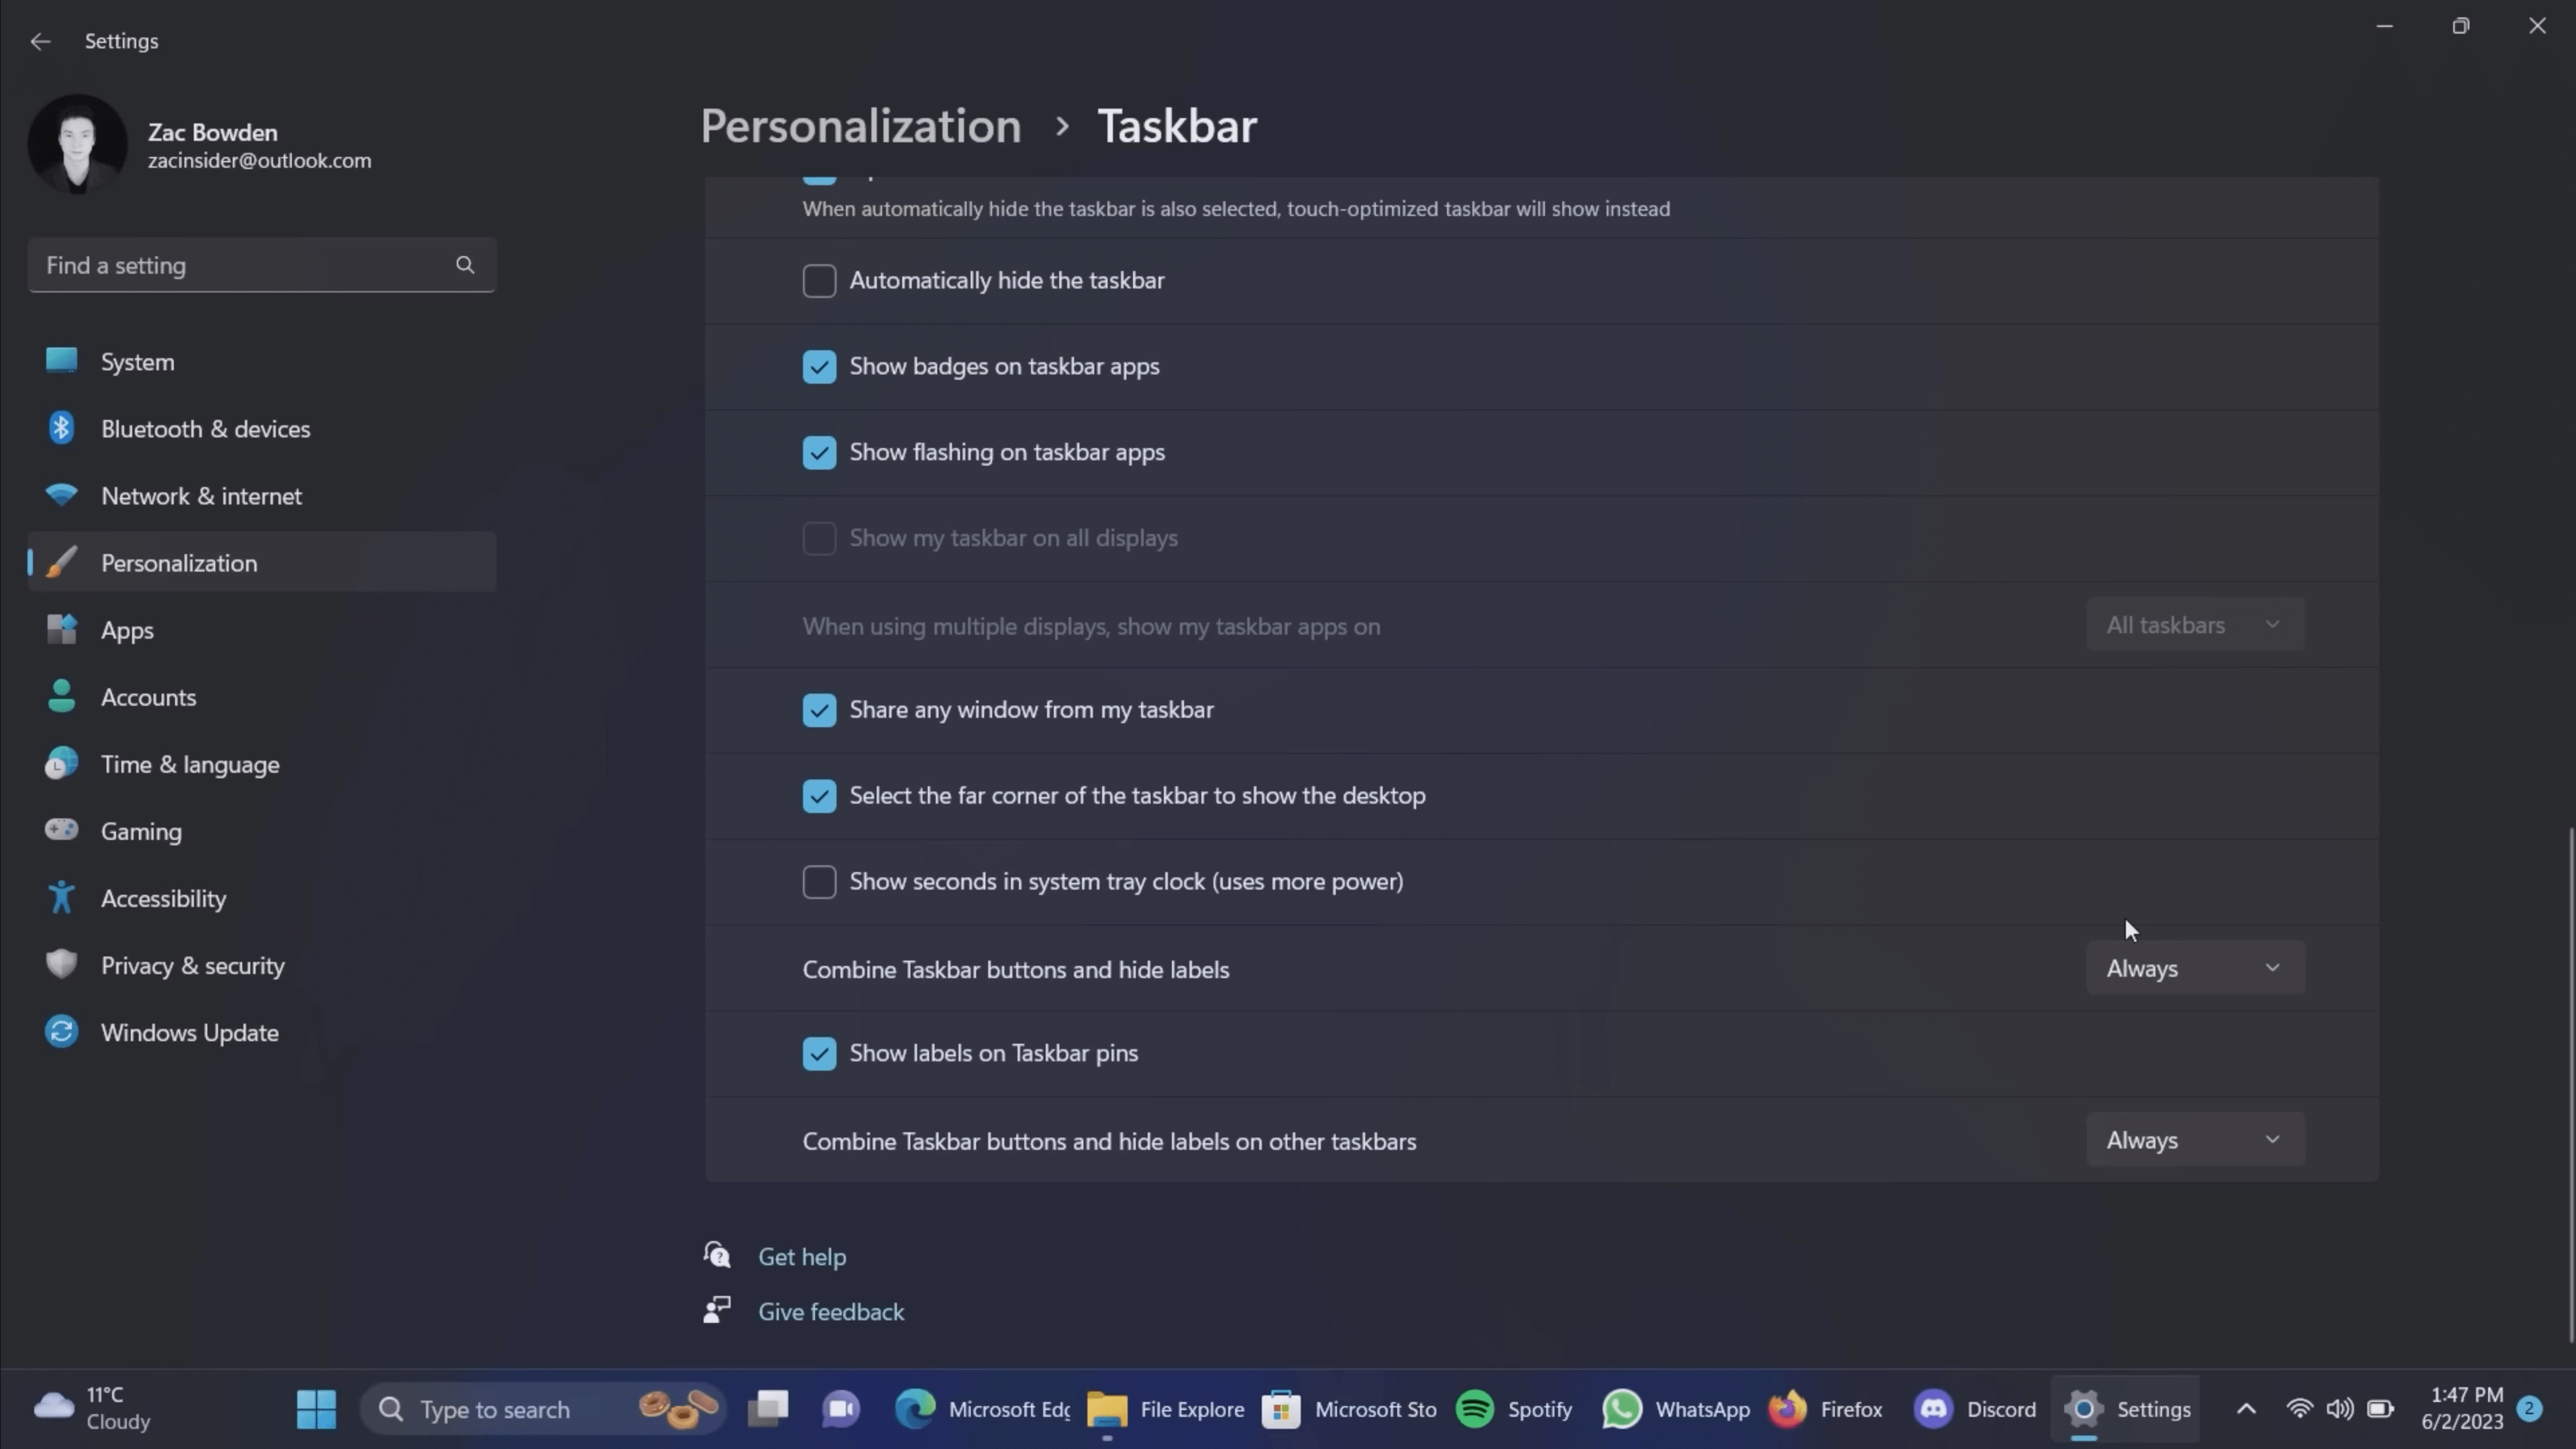 Settings
Zac Bowden
zacinsider@outlook.com
Find a setting
System
Bluetooth & devices
Network & internet
Personalization
Apps
Accounts
Time & language
Gaming
Accessibility
Privacy & security
Windows Update
Personalization > Taskbar
When automatically hide the taskbar is also selected, touch-optimized taskbar will show instead
Automatically hide the taskbar
Show badges on taskbar apps
Show flashing on taskbar apps
Show my taskbar on all displays
When using multiple displays, show my taskbar apps on All taskbars
Share any window from my taskbar
Select the far corner of the taskbar to show the desktop
Show seconds in system tray clock (uses more power)
Combine Taskbar buttons and hide labels Always
Show labels on Taskbar pins
Combine Taskbar buttons and hide labels on other taskbars Always
Get help
Give feedback
11°C
Cloudy
Type to search
Microsoft Edg
File Explore
Microsoft Sto
Spotify
WhatsApp
Firefox
Discord
Settings
1:47 PM
6/2/2023
2